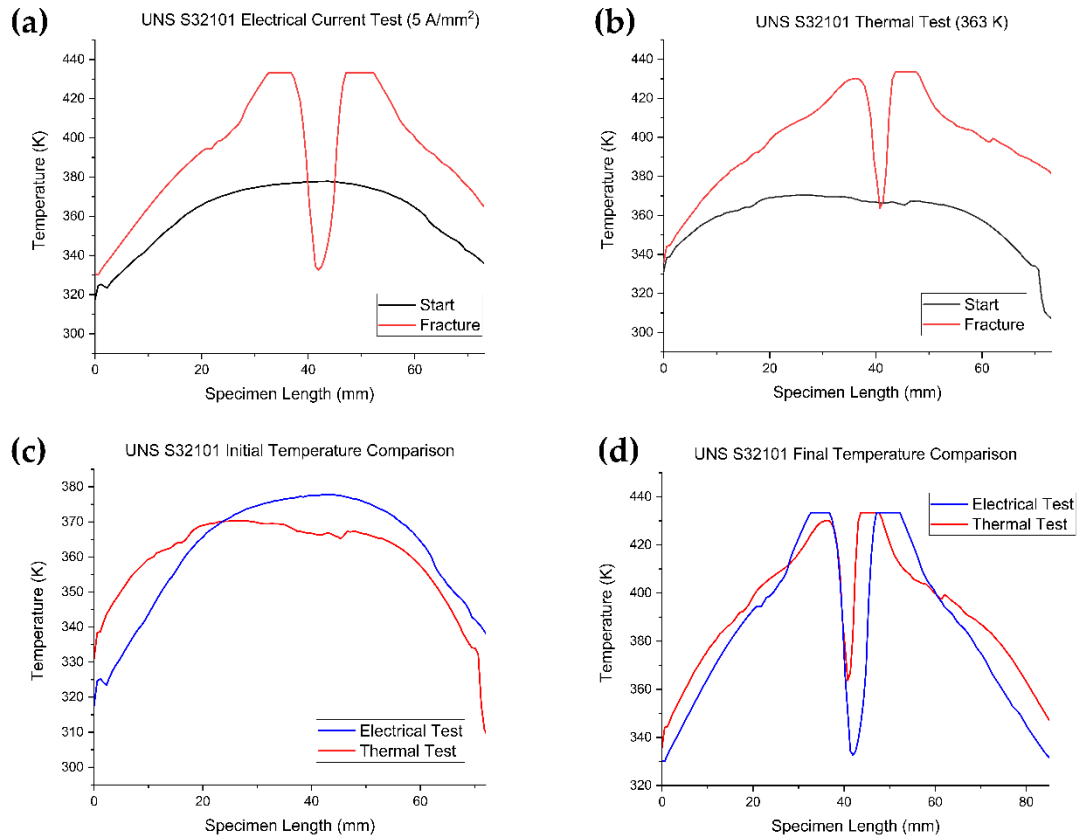 (a)
UNS S32101 Electrical Current Test (5 A/mm²)
440
420
400
380
360
340
320
300
Temperature (K)
0 20 40 60
Specimen Length (mm)
Start
Fracture
(b)
UNS S32101 Thermal Test (363 K)
440
420
400
380
360
340
320
300
Temperature (K)
0 20 40 60
Specimen Length (mm)
Start
Fracture
(c)
UNS S32101 Initial Temperature Comparison
380
370
360
350
340
330
320
310
300
Temperature (K)
0 20 40 60
Specimen Length (mm)
Electrical Test
Thermal Test
(d)
UNS S32101 Final Temperature Comparison
440
420
400
380
360
340
320
Temperature (K)
0 20 40 60 80
Specimen Length (mm)
Electrical Test
Thermal Test